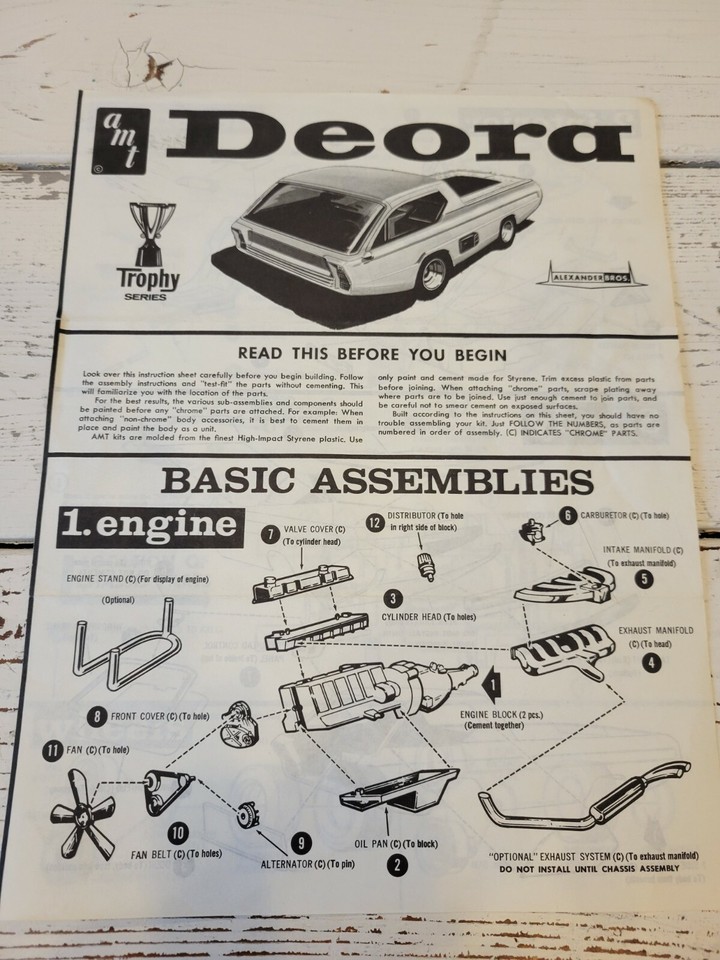 amt
©
Deora
Trophy
SERIES
ALEXANDER BROS.
READ THIS BEFORE YOU BEGIN
Look over this instruction sheet carefully before you begin building. Follow
the assembly instructions and "test-fit" the parts without cementing. This
will familiarize you with the location of the parts.
For the best results, the various sub-assemblies and components should
be painted before any "chrome" parts are attached. For example: When
attaching "non-chrome" body accessories, it is best to cement them in
place and paint the body as a unit.
AMT kits are molded from the finest High-Impact Styrene plastic. Use
only paint and cement made for Styrene. Trim excess plastic from parts
before joining. When attaching "chrome" parts, scrape plating away
where parts are to be joined. Use just enough cement to join parts, and
be careful not to smear cement on exposed surfaces.
Built according to the instructions on this sheet, you should have no
trouble assembling your kit. Just FOLLOW THE NUMBERS, as parts are
numbered in order of assembly. (C) INDICATES "CHROME" PARTS.
BASIC ASSEMBLIES
1. engine
7 VALVE COVER (C)
(To cylinder head)
12 DISTRIBUTOR (To hole
in right side of block)
6 CARBURETOR (C) (To hole)
INTAKE MANIFOLD (C)
(To exhaust manifold)
5
ENGINE STAND (C) (For display of engine)
(Optional)
3
CYLINDER HEAD (To holes)
EXHAUST MANIFOLD
(C) (To head)
4
1
ENGINE BLOCK (2 pcs.)
(Cement together)
8 FRONT COVER (C) (To hole)
11 FAN (C) (To hole)
10
FAN BELT (C) (To holes)
9
ALTERNATOR (C) (To pin)
OIL PAN (C) (To block)
2
"OPTIONAL" EXHAUST SYSTEM (C) (To exhaust manifold)
DO NOT INSTALL UNTIL CHASSIS ASSEMBLY